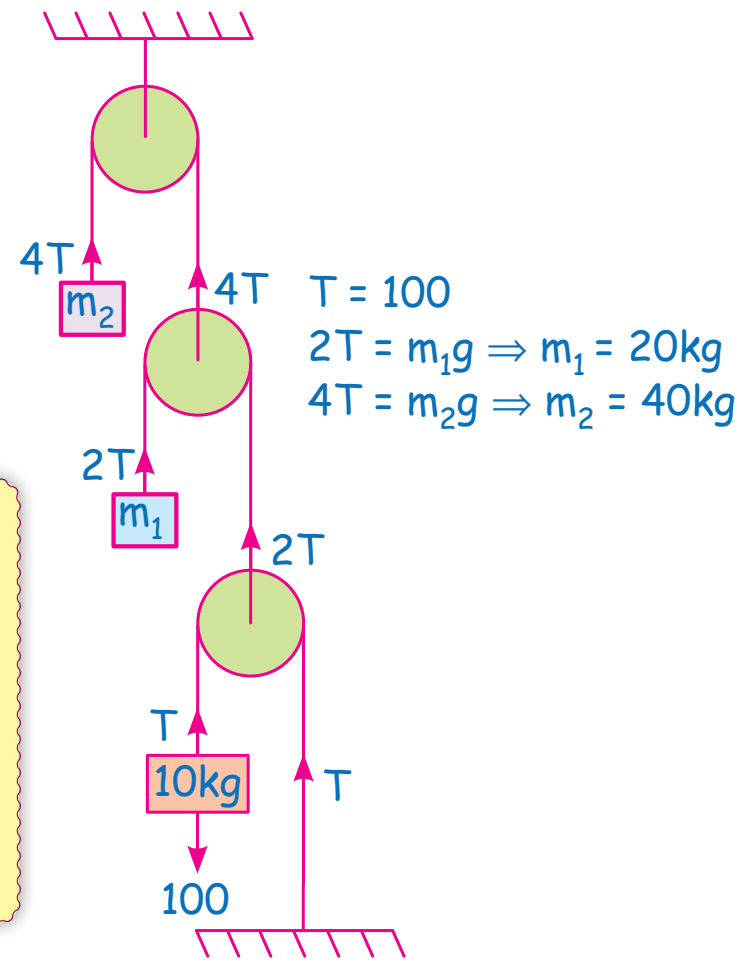 4T
m₂
4T
T = 100
2T = m₁g ⇒ m₁ = 20kg
4T = m₂g ⇒ m₂ = 40kg
2T
m₁
2T
T
10kg
T
100